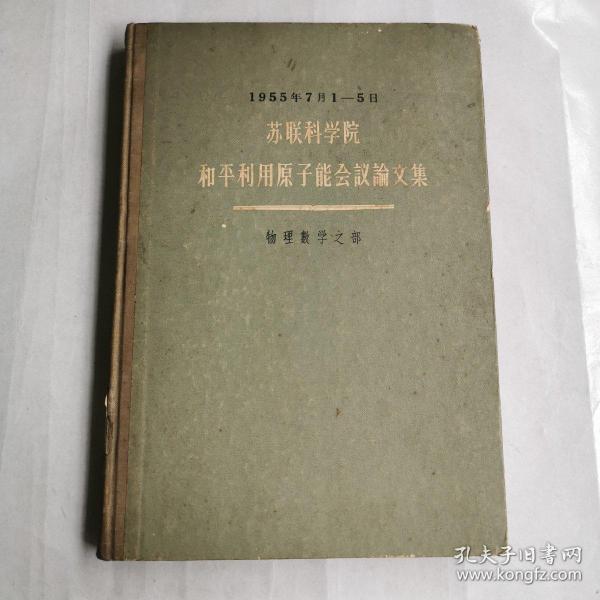 1955年7月1—5日
苏联科学院
和平利用原子能会议論文集
物理數学之部
孔夫子旧書网
www.kongfz.com